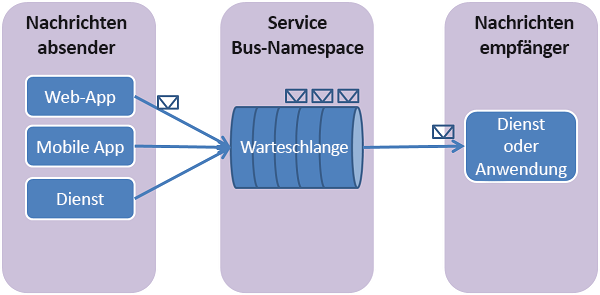 Nachrichten
absender
Service
Bus-Namespace
Nachrichten
empfänger
Web-App
Mobile App
Dienst
Warteschlange
Dienst
oder
Anwendung